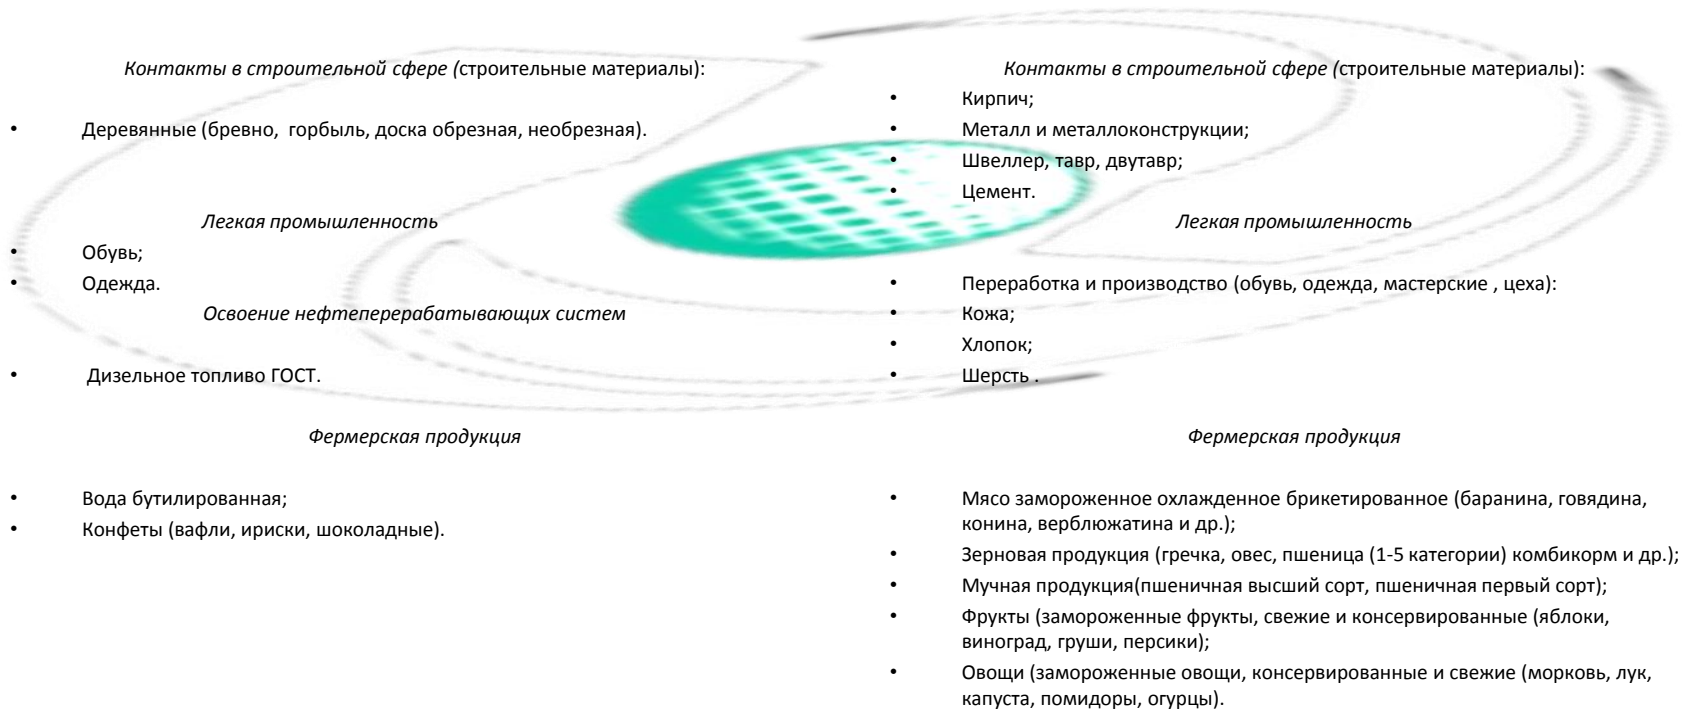 Контакты в строительной сфере (строительные материалы):
• Деревянные (бревно, горбыль, доска обрезная, необрезная).
Легкая промышленность
• Обувь;
• Одежда.
Освоение нефтеперерабатывающих систем
• Дизельное топливо ГОСТ.
Фермерская продукция
• Вода бутилированная;
• Конфеты (вафли, ириски, шоколадные).
Контакты в строительной сфере (строительные материалы):
• Кирпич;
• Металл и металлоконструкции;
• Швеллер, тавр, двутавр;
• Цемент.
Легкая промышленность
• Переработка и производство (обувь, одежда, мастерские , цеха):
• Кожа;
• Хлопок;
• Шерсть .
Фермерская продукция
• Мясо замороженное охлажденное брикетированное (баранина, говядина,
конина, верблюжатина и др.);
• Зерновая продукция (гречка, овес, пшеница (1-5 категории) комбикорм и др.);
• Мучная продукция(пшеничная высший сорт, пшеничная первый сорт);
• Фрукты (замороженные фрукты, свежие и консервированные (яблоки,
виноград, груши, персики);
• Овощи (замороженные овощи, консервированные и свежие (морковь, лук,
капуста, помидоры, огурцы).